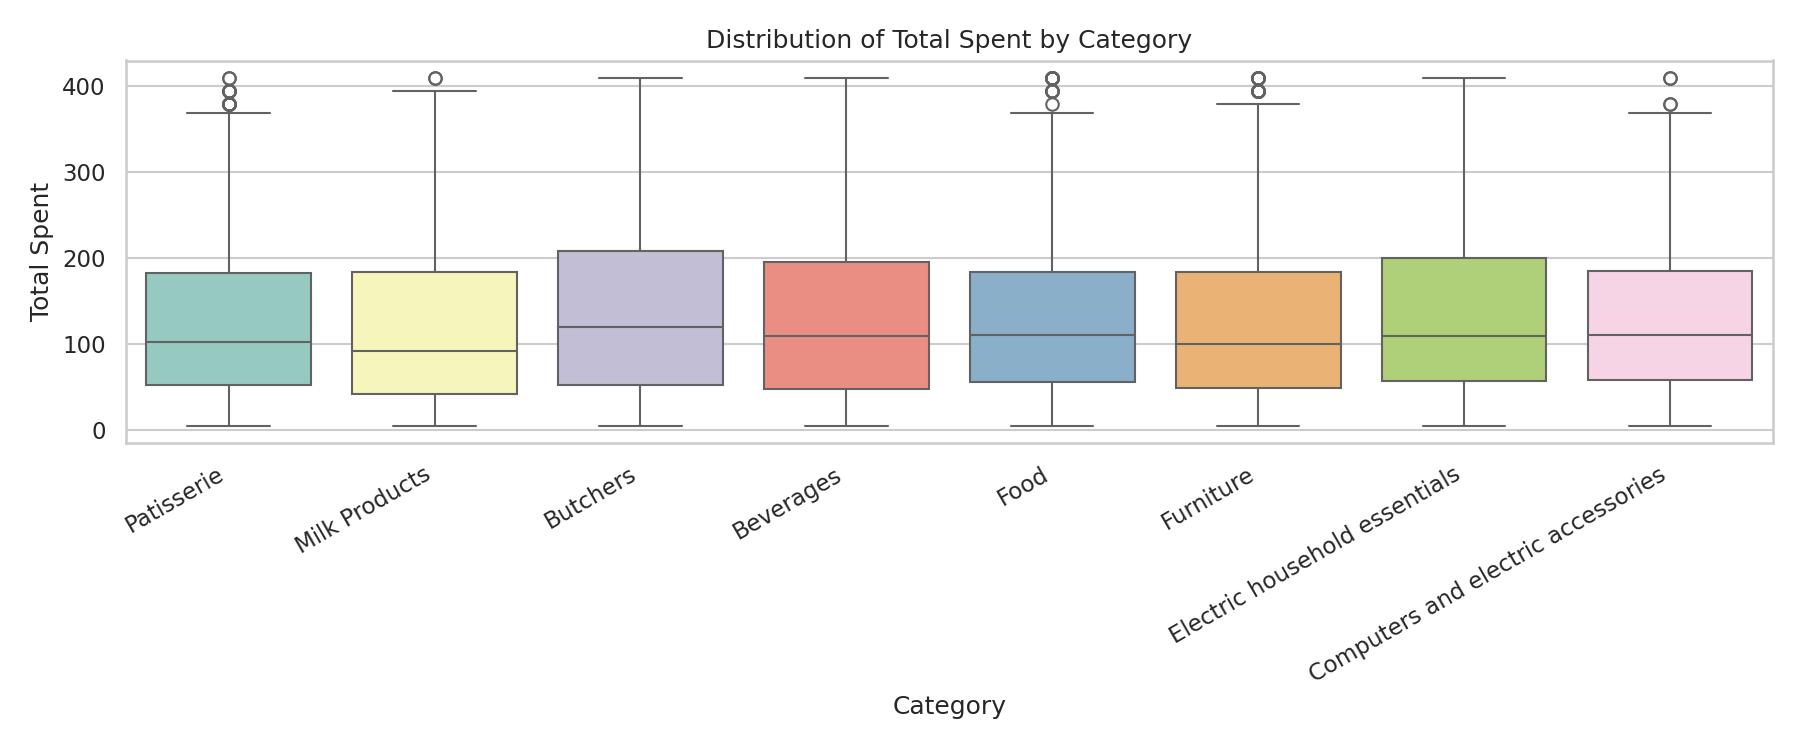 Distribution of Total Spent by Category
Total Spent
400
300
200
100
0
Patisserie
Milk Products
Butchers
Beverages
Food
Furniture
Electric household essentials
Computers and electric accessories
Category